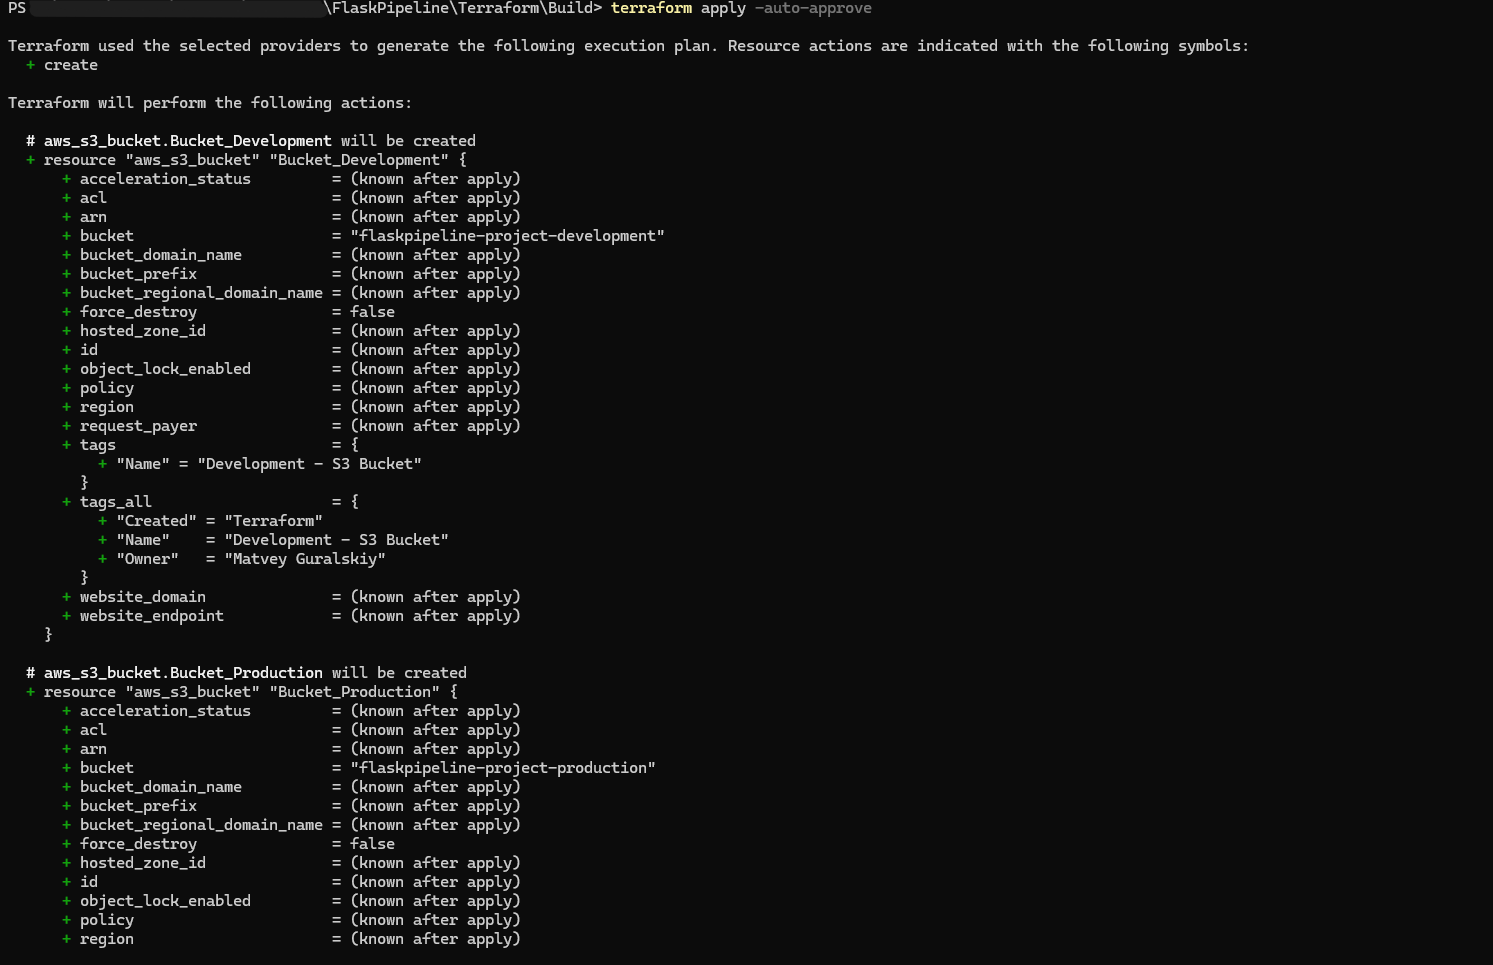 PS \FlaskPipeline\Terraform\Build> terraform apply -auto-approve
Terraform used the selected providers to generate the following execution plan. Resource actions are indicated with the following symbols:
  + create
Terraform will perform the following actions:
  # aws_s3_bucket.Bucket_Development will be created
  + resource "aws_s3_bucket" "Bucket_Development" {
      + acceleration_status         = (known after apply)
      + acl                         = (known after apply)
      + arn                         = (known after apply)
      + bucket                      = "flaskpipeline-project-development"
      + bucket_domain_name          = (known after apply)
      + bucket_prefix               = (known after apply)
      + bucket_regional_domain_name = (known after apply)
      + force_destroy               = false
      + hosted_zone_id              = (known after apply)
      + id                          = (known after apply)
      + object_lock_enabled         = (known after apply)
      + policy                      = (known after apply)
      + region                      = (known after apply)
      + request_payer               = (known after apply)
      + tags                        = {
          + "Name" = "Development - S3 Bucket"
        }
      + tags_all                    = {
          + "Created" = "Terraform"
          + "Name"    = "Development - S3 Bucket"
          + "Owner"   = "Matvey Guralskiy"
        }
      + website_domain              = (known after apply)
      + website_endpoint            = (known after apply)
    }
  # aws_s3_bucket.Bucket_Production will be created
  + resource "aws_s3_bucket" "Bucket_Production" {
      + acceleration_status         = (known after apply)
      + acl                         = (known after apply)
      + arn                         = (known after apply)
      + bucket                      = "flaskpipeline-project-production"
      + bucket_domain_name          = (known after apply)
      + bucket_prefix               = (known after apply)
      + bucket_regional_domain_name = (known after apply)
      + force_destroy               = false
      + hosted_zone_id              = (known after apply)
      + id                          = (known after apply)
      + object_lock_enabled         = (known after apply)
      + policy                      = (known after apply)
      + region                      = (known after apply)